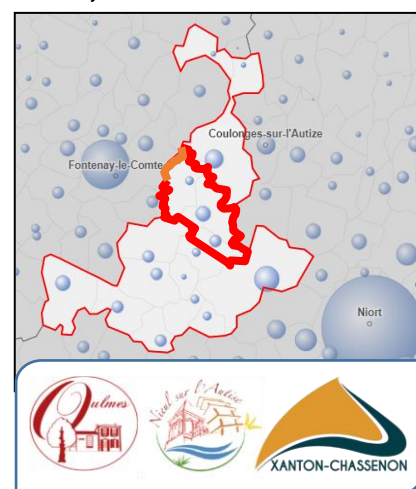 Coulonges-sur-l'Autize
Fontenay-le-Comte
Niort
Oulmes
Nieul sur l'Autise
XANTON-CHASSENON